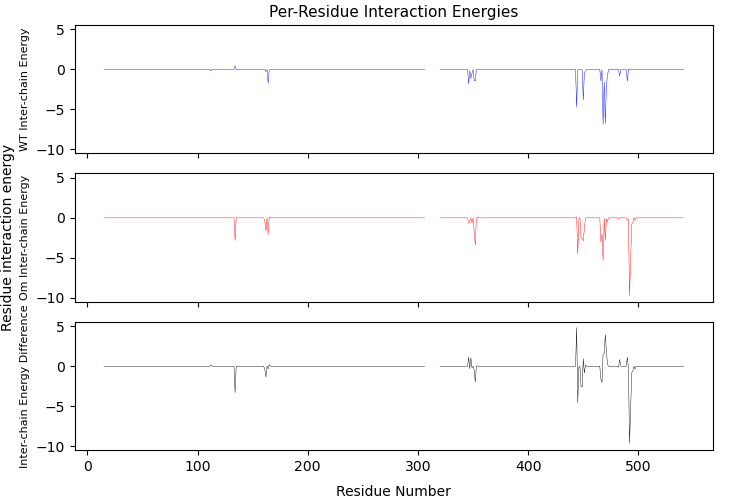 Per-Residue Interaction Energies
5
0
−5
−10
WT Inter-chain Energy
5
0
−5
−10
Om Inter-chain Energy
5
0
−5
−10
Inter-chain Energy Difference
Residue interaction energy
0 100 200 300 400 500
Residue Number